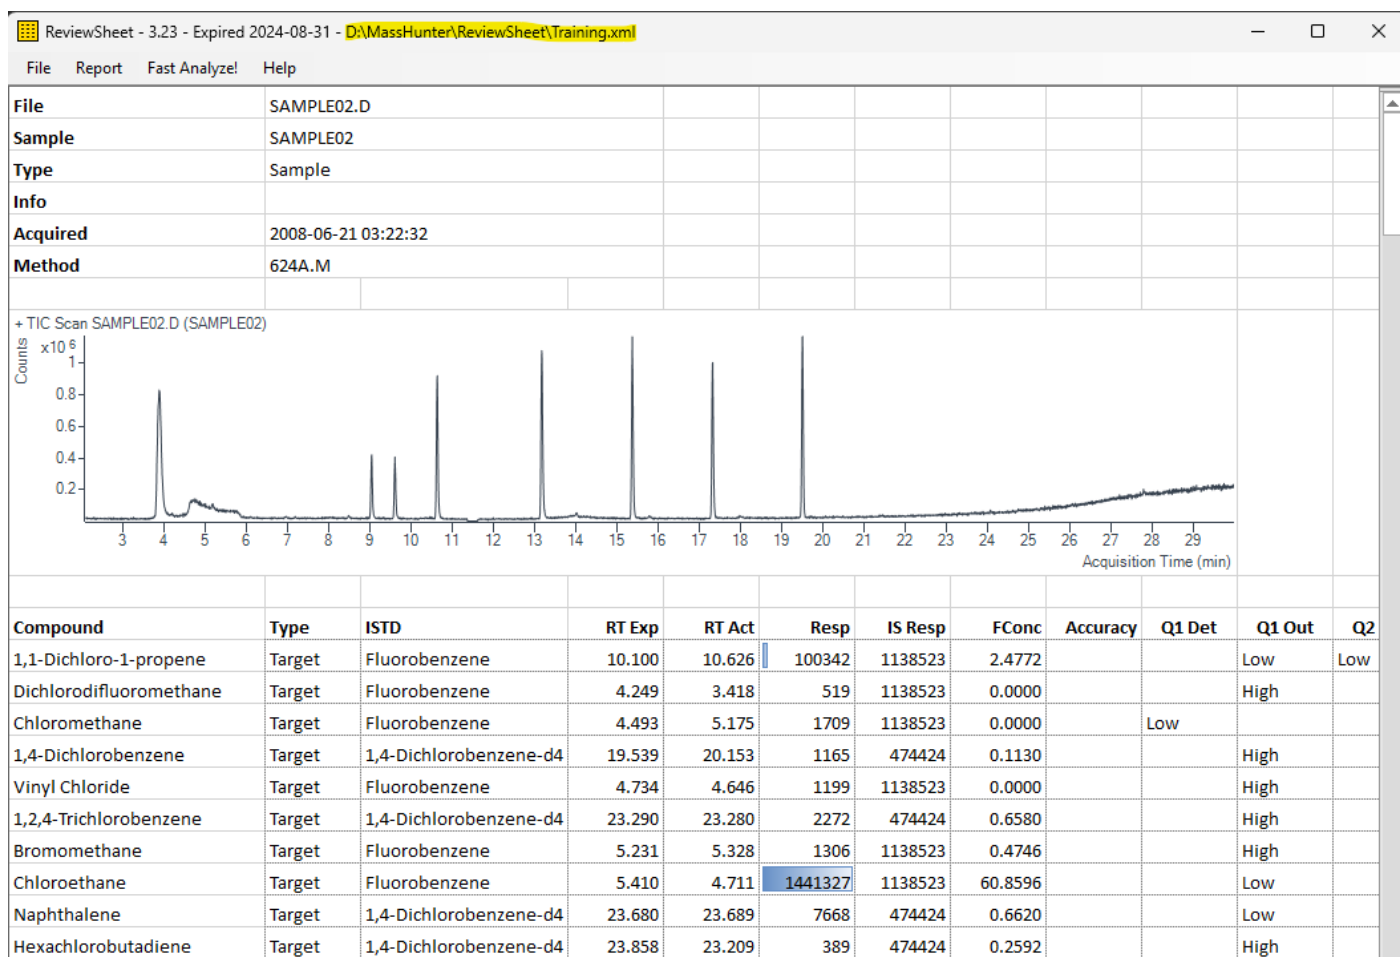 ReviewSheet - 3.23 - Expired 2024-08-31 - D:\MassHunter\ReviewSheet\Training.xml
File Report Fast Analyze! Help
File SAMPLE02.D
Sample SAMPLE02
Type Sample
Info
Acquired 2008-06-21 03:22:32
Method 624A.M
+ TIC Scan SAMPLE02.D (SAMPLE02)
Counts
x10 6
1
0.8
0.6
0.4
0.2
3 4 5 6 7 8 9 10 11 12 13 14 15 16 17 18 19 20 21 22 23 24 25 26 27 28 29
Acquisition Time (min)
Compound Type ISTD RT Exp RT Act Resp IS Resp FConc Accuracy Q1 Det Q1 Out Q2
1,1-Dichloro-1-propene Target Fluorobenzene 10.100 10.626 100342 1138523 2.4772 Low Low
Dichlorodifluoromethane Target Fluorobenzene 4.249 3.418 519 1138523 0.0000 High
Chloromethane Target Fluorobenzene 4.493 5.175 1709 1138523 0.0000 Low
1,4-Dichlorobenzene Target 1,4-Dichlorobenzene-d4 19.539 20.153 1165 474424 0.1130 High
Vinyl Chloride Target Fluorobenzene 4.734 4.646 1199 1138523 0.0000 High
1,2,4-Trichlorobenzene Target 1,4-Dichlorobenzene-d4 23.290 23.280 2272 474424 0.6580 High
Bromomethane Target Fluorobenzene 5.231 5.328 1306 1138523 0.4746 High
Chloroethane Target Fluorobenzene 5.410 4.711 1441327 1138523 60.8596 Low
Naphthalene Target 1,4-Dichlorobenzene-d4 23.680 23.689 7668 474424 0.6620 Low
Hexachlorobutadiene Target 1,4-Dichlorobenzene-d4 23.858 23.209 389 474424 0.2592 High